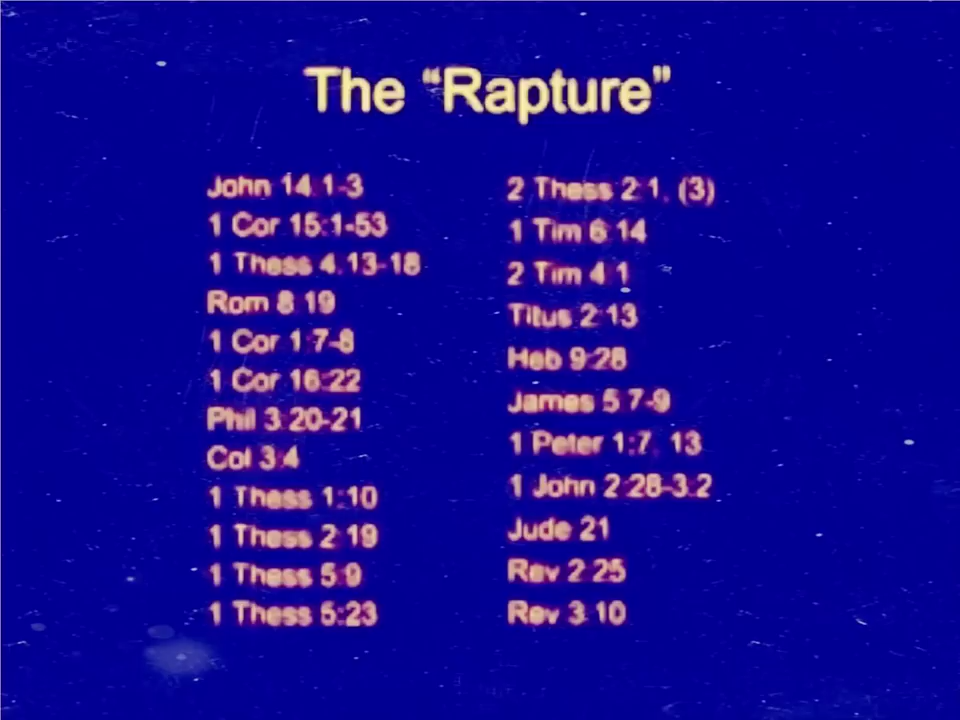 The “Rapture”
John 14:1-3
1 Cor 15:1-53
1 Thess 4:13-18
Rom 8:19
1 Cor 1:7-8
1 Cor 16:22
Phil 3:20-21
Col 3:4
1 Thess 1:10
1 Thess 2:19
1 Thess 5:9
1 Thess 5:23
2 Thess 2:1, (3)
1 Tim 6:14
2 Tim 4:1
Titus 2:13
Heb 9:28
James 5:7-9
1 Peter 1:7, 13
1 John 2:28-3:2
Jude 21
Rev 2:25
Rev 3:10